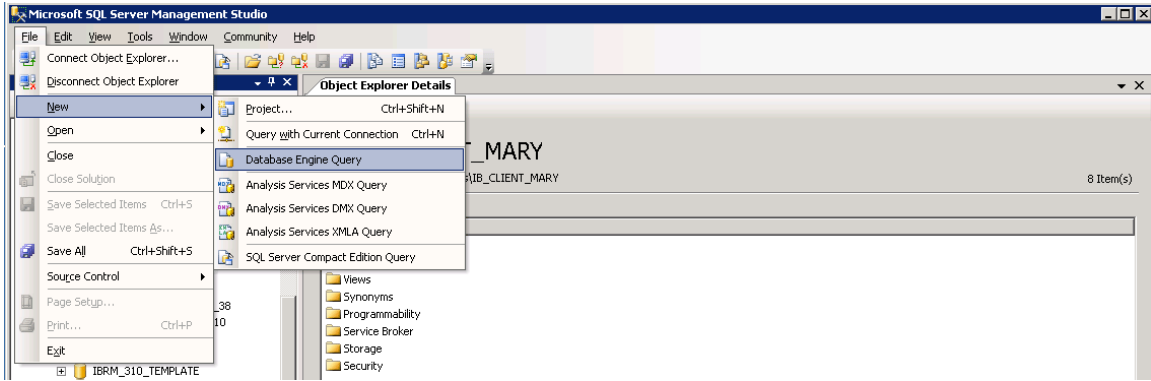 Microsoft SQL Server Management Studio
File Edit View Tools Window Community Help
Connect Object Explorer...
Disconnect Object Explorer
New
Open
Close
Close Solution
Save Selected Items Ctrl+S
Save Selected Items As...
Save All Ctrl+Shift+S
Source Control
Page Setup...
Print... Ctrl+P
Exit
Project... Ctrl+Shift+N
Query with Current Connection Ctrl+N
Database Engine Query
Analysis Services MDX Query
Analysis Services DMX Query
Analysis Services XMLA Query
SQL Server Compact Edition Query
Object Explorer Details
_MARY
\IB_CLIENT_MARY 8 Item(s)
Views
Synonyms
Programmability
Service Broker
Storage
Security
_38
10
IBRM_310_TEMPLATE